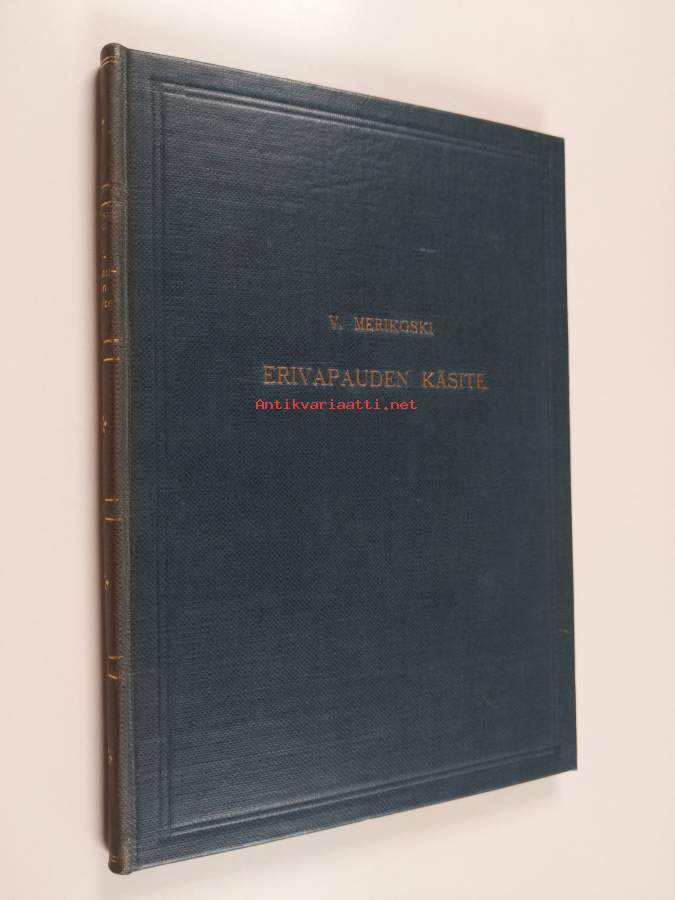 V. MERIKOSKI
ERIVAPAUDEN KÄSITE
Antikvariaatti.net